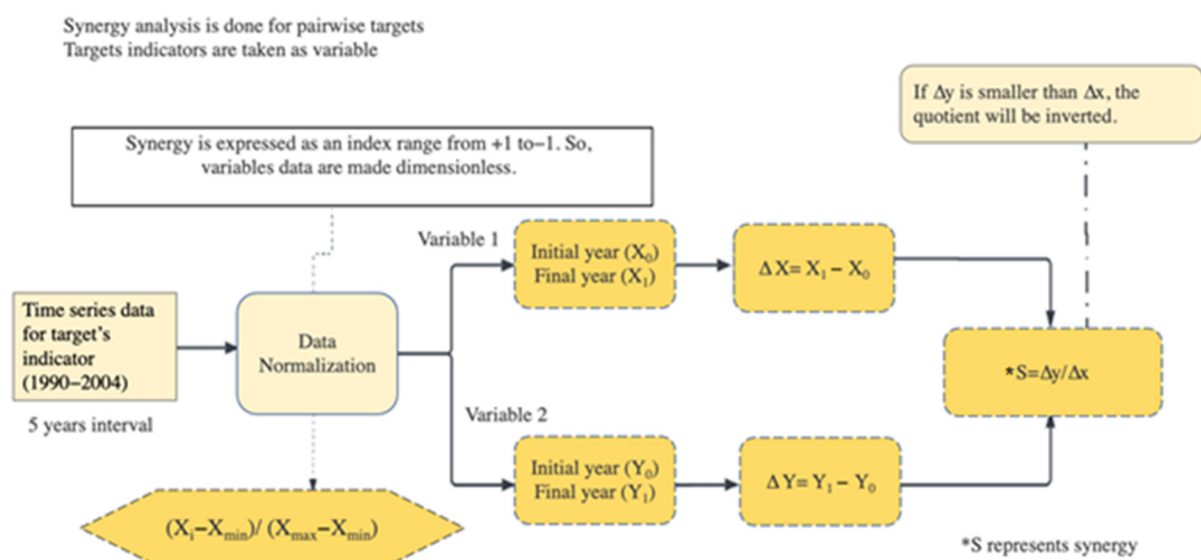 Synergy analysis is done for pairwise targets
Targets indicators are taken as variable
If Δy is smaller than Δx, the
quotient will be inverted.
Synergy is expressed as an index range from +1 to−1. So,
variables data are made dimensionless.
Variable 1
Initial year (X₀)
Final year (X₁)
Δ X= X₁ − X₀
Time series data
for target's
indicator
(1990−2004)
5 years interval
Data
Normalization
*S=Δy/Δx
Variable 2
Initial year (Y₀)
Final year (Y₁)
Δ Y= Y₁ − Y₀
(Xᵢ−Xmin)/ (Xmax−Xmin)
*S represents synergy